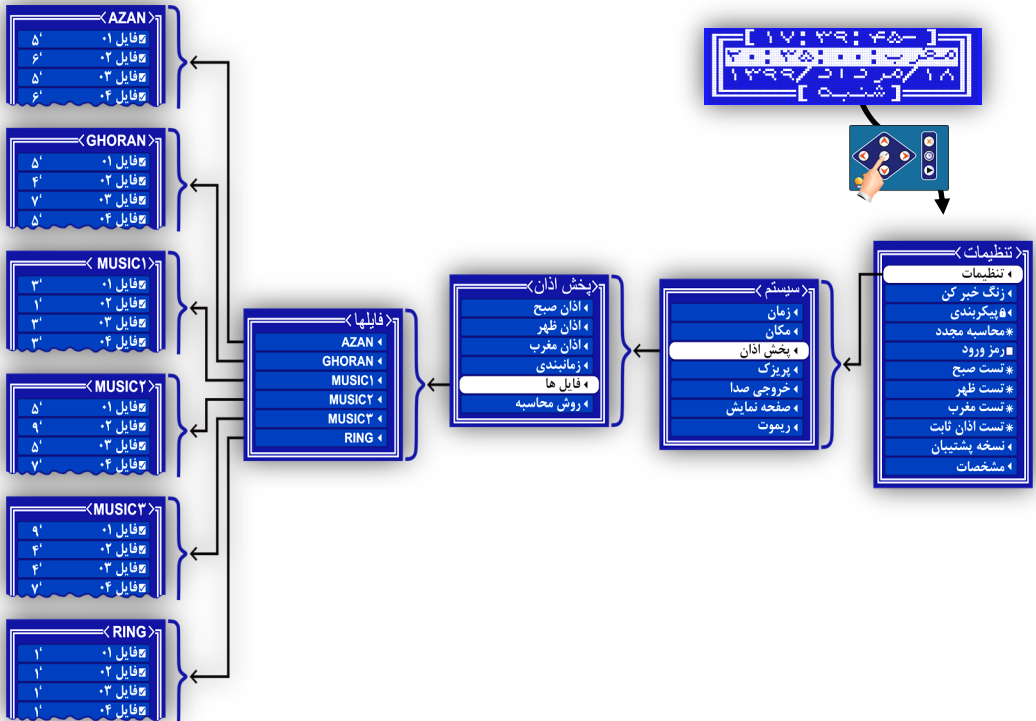 [ -۱۷:۲۹:۴۵ ]
مغرب: ۲۰:۳۵:۰۰
۱۸/مرداد/۱۳۹۹
[ شنبه ]
<تنظیمات>
تنظیمات
زنگ خبر کن
پیکربندی
*محاسبه مجدد
رمز ورود
*تست صبح
*تست ظهر
*تست مغرب
*تست اذان ثابت
نسخه پشتیبان
مشخصات
<سیستم>
زمان
مکان
پخش اذان
پریزک
خروجی صدا
صفحه نمایش
ریموت
<پخش اذان>
اذان صبح
اذان ظهر
اذان مغرب
زمانبندی
فایل ها
روش محاسبه
<فایلها>
AZAN
GHORAN
MUSIC۱
MUSIC۲
MUSIC۳
RING
<AZAN>
فایل ۰۱ ۵'
فایل ۰۲ ۶'
فایل ۰۳ ۵'
فایل ۰۴ ۶'
<GHORAN>
فایل ۰۱ ۵'
فایل ۰۲ ۴'
فایل ۰۳ ۷'
فایل ۰۴ ۵'
<MUSIC۱>
فایل ۰۱ ۳'
فایل ۰۲ ۱'
فایل ۰۳ ۳'
فایل ۰۴ ۳'
<MUSIC۲>
فایل ۰۱ ۵'
فایل ۰۲ ۹'
فایل ۰۳ ۵'
فایل ۰۴ ۷'
<MUSIC۳>
فایل ۰۱ ۹'
فایل ۰۲ ۴'
فایل ۰۳ ۴'
فایل ۰۴ ۷'
<RING>
فایل ۰۱ ۱'
فایل ۰۲ ۱'
فایل ۰۳ ۱'
فایل ۰۴ ۱'